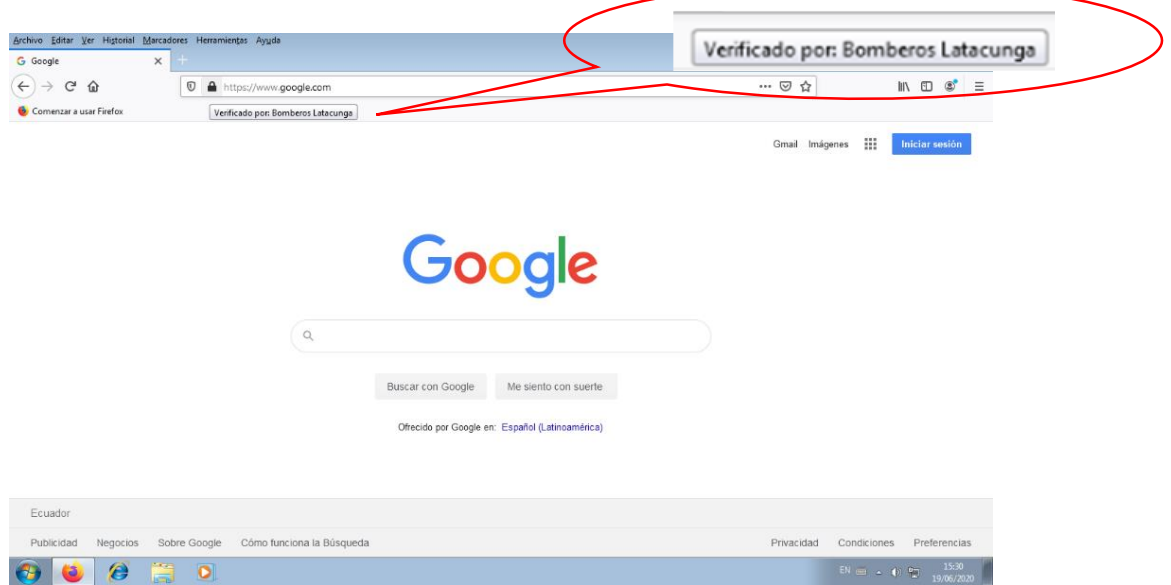 Verificado por: Bomberos Latacunga
Archivo Editar Ver Historial Marcadores Herramientas Ayuda
Google
https://www.google.com
Comenzar a usar Firefox
Verificado por: Bomberos Latacunga
Gmail Imágenes Iniciar sesión
Google
Buscar con Google Me siento con suerte
Ofrecido por Google en: Español (Latinoamérica)
Ecuador
Publicidad Negocios Sobre Google Cómo funciona la Búsqueda Privacidad Condiciones Preferencias
EN 15:30
19/06/2020